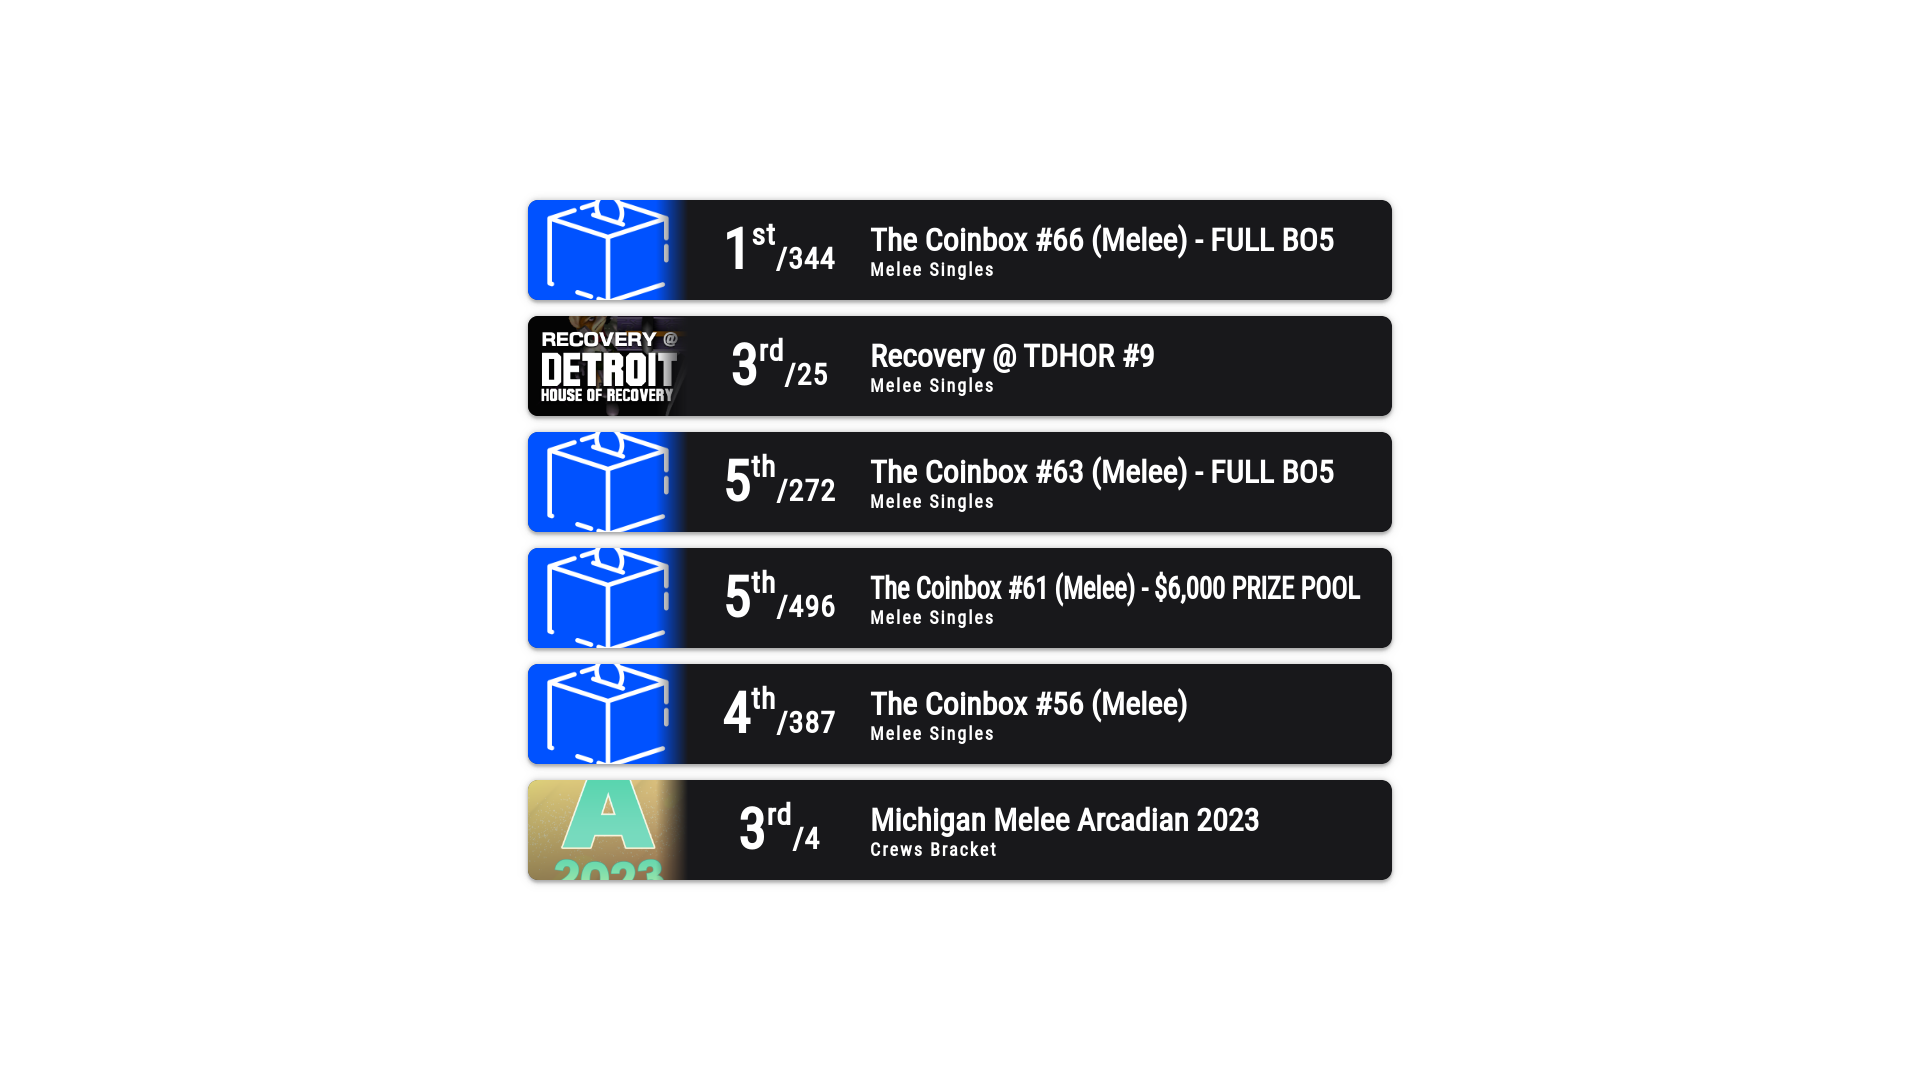 1st/344
The Coinbox #66 (Melee) - FULL BO5
Melee Singles
RECOVERY @
DETROIT
HOUSE OF RECOVERY
3rd/25
Recovery @ TDHOR #9
Melee Singles
5th/272
The Coinbox #63 (Melee) - FULL BO5
Melee Singles
5th/496
The Coinbox #61 (Melee) - $6,000 PRIZE POOL
Melee Singles
4th/387
The Coinbox #56 (Melee)
Melee Singles
A
2023
3rd/4
Michigan Melee Arcadian 2023
Crews Bracket